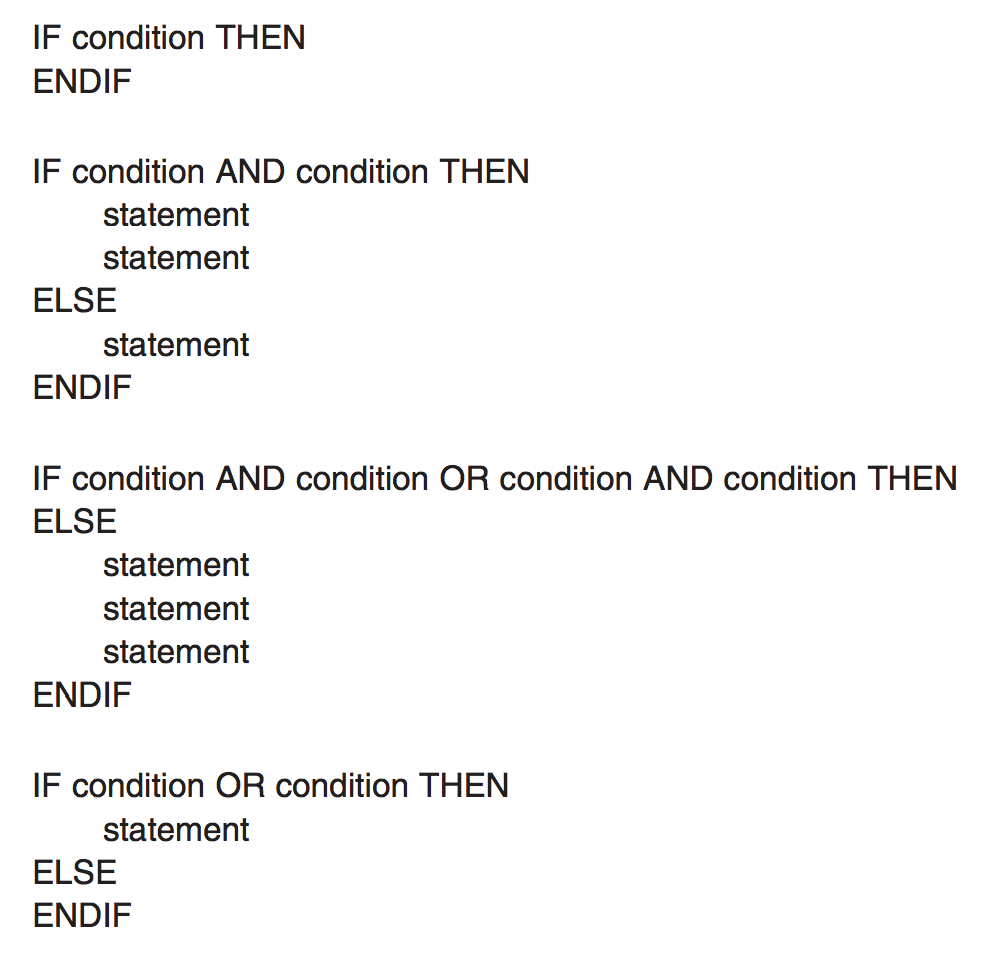 IF condition THEN
ENDIF
IF condition AND condition THEN
statement
statement
ELSE
statement
ENDIF
IF condition AND condition OR condition AND condition THEN
ELSE
statement
statement
statement
ENDIF
IF condition OR condition THEN
statement
ELSE
ENDIF